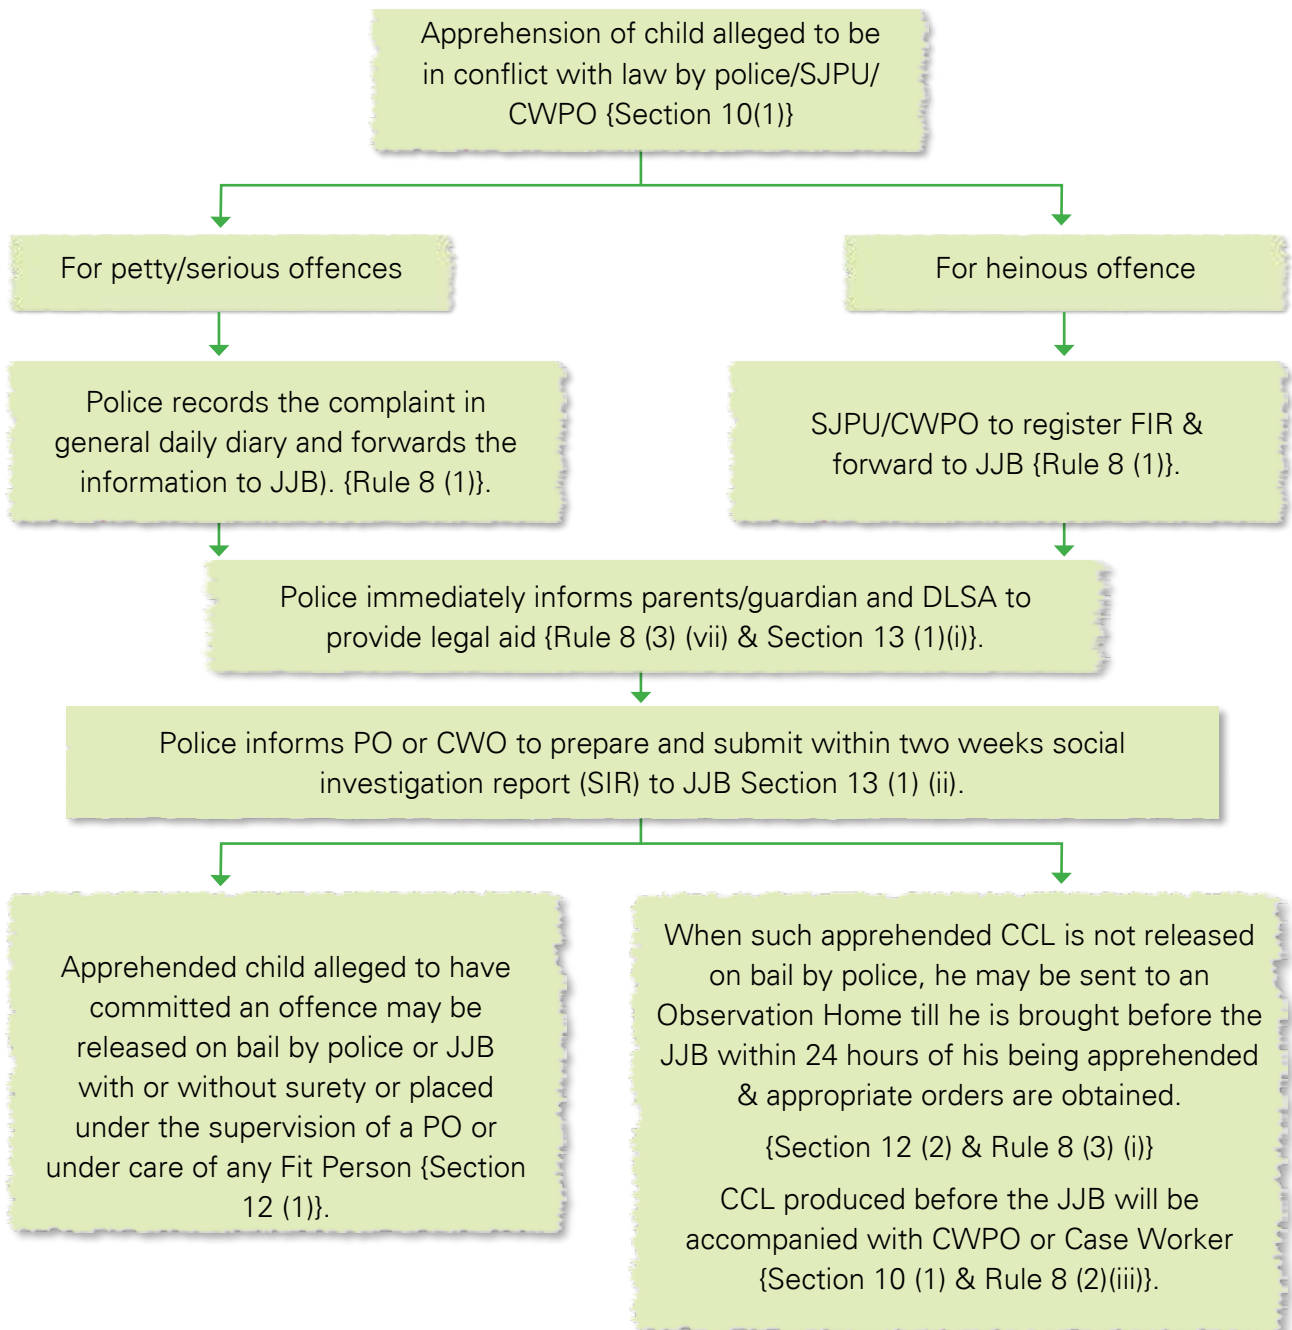 Apprehension of child alleged to be
in conflict with law by police/SJPU/
CWPO {Section 10(1)}
For petty/serious offences
For heinous offence
Police records the complaint in
general daily diary and forwards the
information to JJB). {Rule 8 (1)}.
SJPU/CWPO to register FIR &
forward to JJB {Rule 8 (1)}.
Police immediately informs parents/guardian and DLSA to
provide legal aid {Rule 8 (3) (vii) & Section 13 (1)(i)}.
Police informs PO or CWO to prepare and submit within two weeks social
investigation report (SIR) to JJB Section 13 (1) (ii).
Apprehended child alleged to have
committed an offence may be
released on bail by police or JJB
with or without surety or placed
under the supervision of a PO or
under care of any Fit Person {Section
12 (1)}.
When such apprehended CCL is not released
on bail by police, he may be sent to an
Observation Home till he is brought before the
JJB within 24 hours of his being apprehended
& appropriate orders are obtained.
{Section 12 (2) & Rule 8 (3) (i)}
CCL produced before the JJB will be
accompanied with CWPO or Case Worker
{Section 10 (1) & Rule 8 (2)(iii)}.